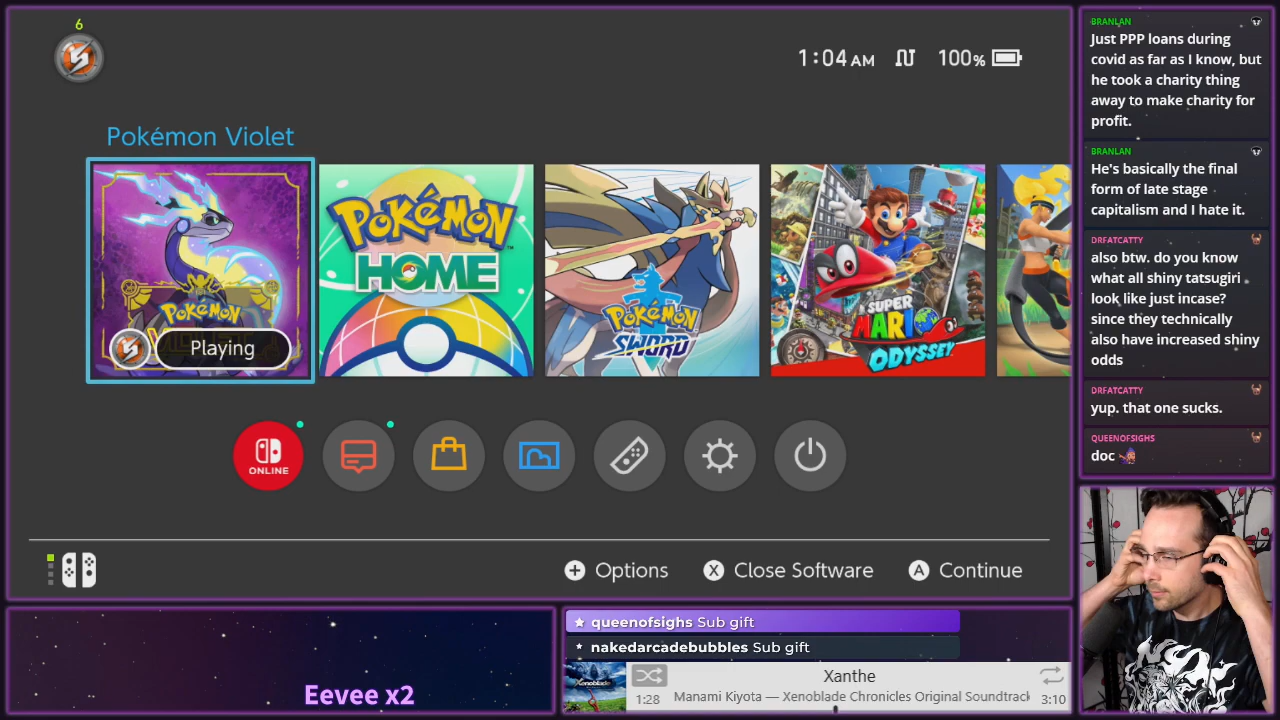 6
1:04 AM
100%
Pokémon Violet
POKéMON
Playing
POKéMON
HOME
POKéMON
SWORD
SUPER
MARIO
ODYSSEY
ONLINE
Options
Close Software
Continue
BRANLAN
Just PPP loans during
covid as far as I know, but
he took a charity thing
away to make charity for
profit.
BRANLAN
He's basically the final
form of late stage
capitalism and I hate it.
DRFATCATTY
also btw. do you know
what all shiny tatsugiri
look like just incase?
since they technically
also have increased shiny
odds
DRFATCATTY
yup. that one sucks.
QUEENOFSIGHS
doc
queenofsighs Sub gift
nakedarcadebubbles Sub gift
Xanthe
1:28
Manami Kiyota — Xenoblade Chronicles Original Soundtrack
3:10
Eevee x2